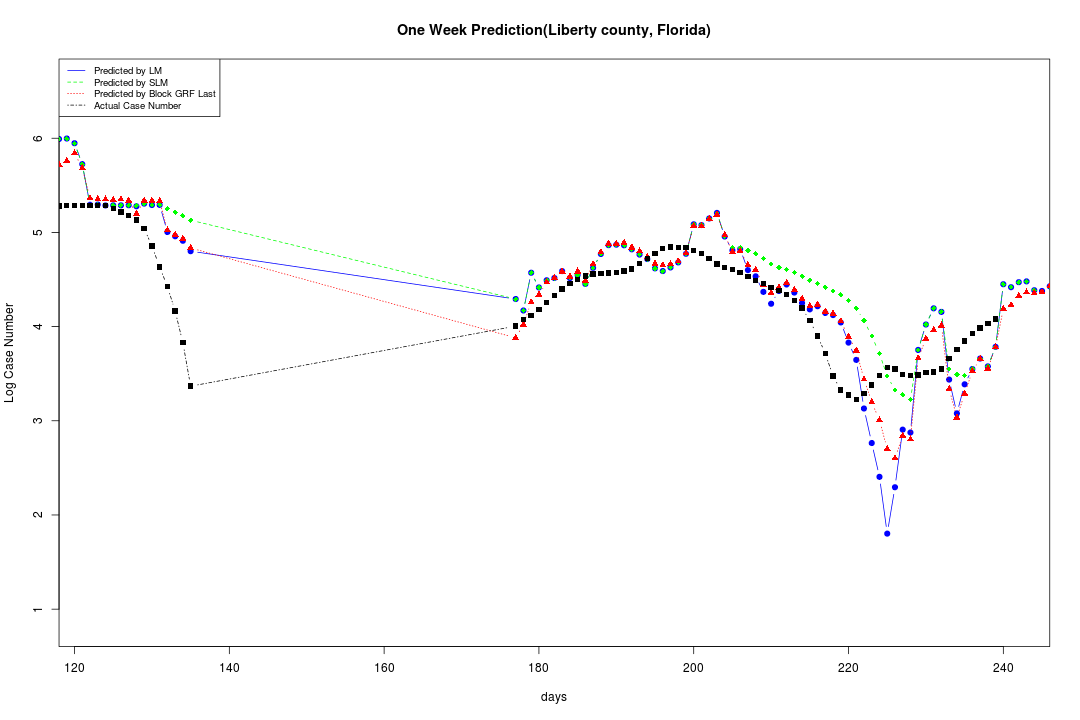 One Week Prediction(Liberty county, Florida)
Predicted by LM
Predicted by SLM
Predicted by Block GRF Last
Actual Case Number
6
5
4
3
2
1
Log Case Number
120 140 160 180 200 220 240
days